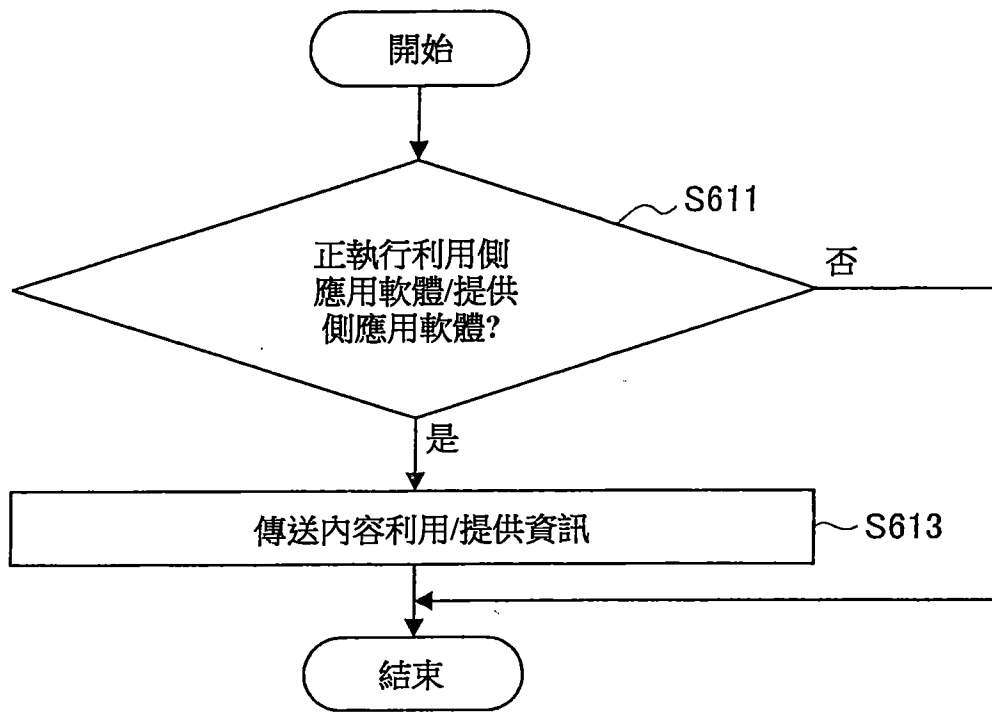 開始
S611
正執行利用側
應用軟體/提供
側應用軟體?
否
是
傳送內容利用/提供資訊
S613
結束